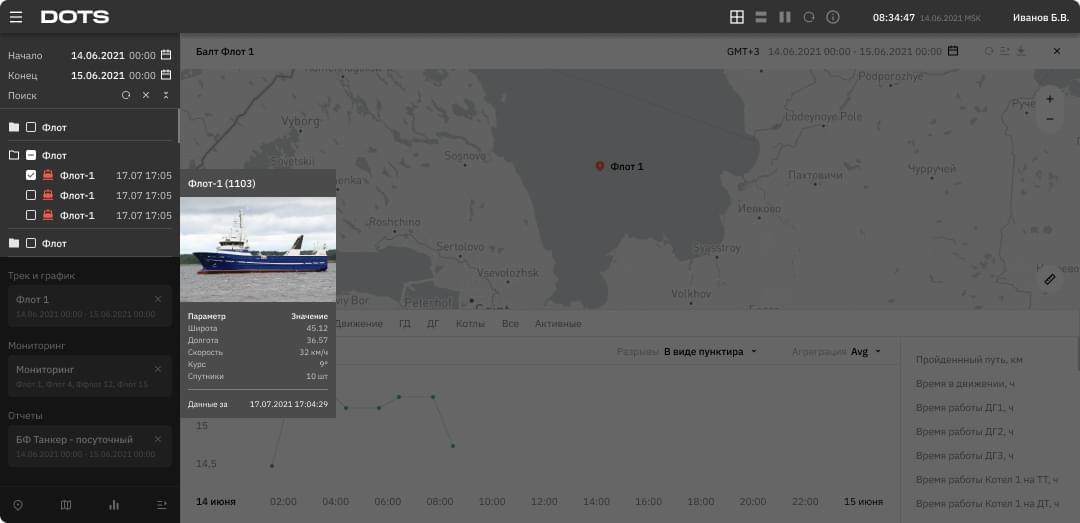 DOTS
08:34:47 14.06.2021 MSK
Иванов Б.В.
Начало 14.06.2021 00:00
Конец 15.06.2021 00:00
Поиск
Флот
Флот
Флот-1 17.07 17:05
Флот-1 17.07 17:05
Флот-1 17.07 17:05
Флот
Трек и график
Флот 1
14.06.2021 00:00 - 15.06.2021 00:00
Мониторинг
Мониторинг
Флот 1, Флот 4, Ффлот 12, Флот 15
Отчеты
БФ Танкер - посуточный
14.06.2021 00:00 - 15.06.2021 00:00
Балт Флот 1
GMT+3 14.06.2021 00:00 - 15.06.2021 00:00
Podporozhye
Vyborg
Lodeynoye Pole
Sosnovo
Sovetskii
Флот 1
Пактовичи
Чурручей
Йевково
Roshchino
Sertolovo
Syasstroy
Vsevolozhsk
Volkhov
Peterhof
+
−
Флот-1 (1103)
Параметр Значение
Широта 45.12
Долгота 36.57
Скорость 32 км/ч
Курс 9°
Спутники 10 шт
Данные за 17.07.2021 17:04:29
Движение ГД ДГ Котлы Все Активные
Разрывы В виде пунктира
Агрегация Avg
15
14,5
14 июня 02:00 04:00 06:00 08:00 10:00 12:00 14:00 16:00 18:00 20:00 22:00 15 июня
Пройденнный путь, км
Время в движении, ч
Время работы ДГ1, ч
Время работы ДГ2, ч
Время работы ДГ3, ч
Время работы Котел 1 на ТТ, ч
Время работы Котел 1 на ДТ, ч